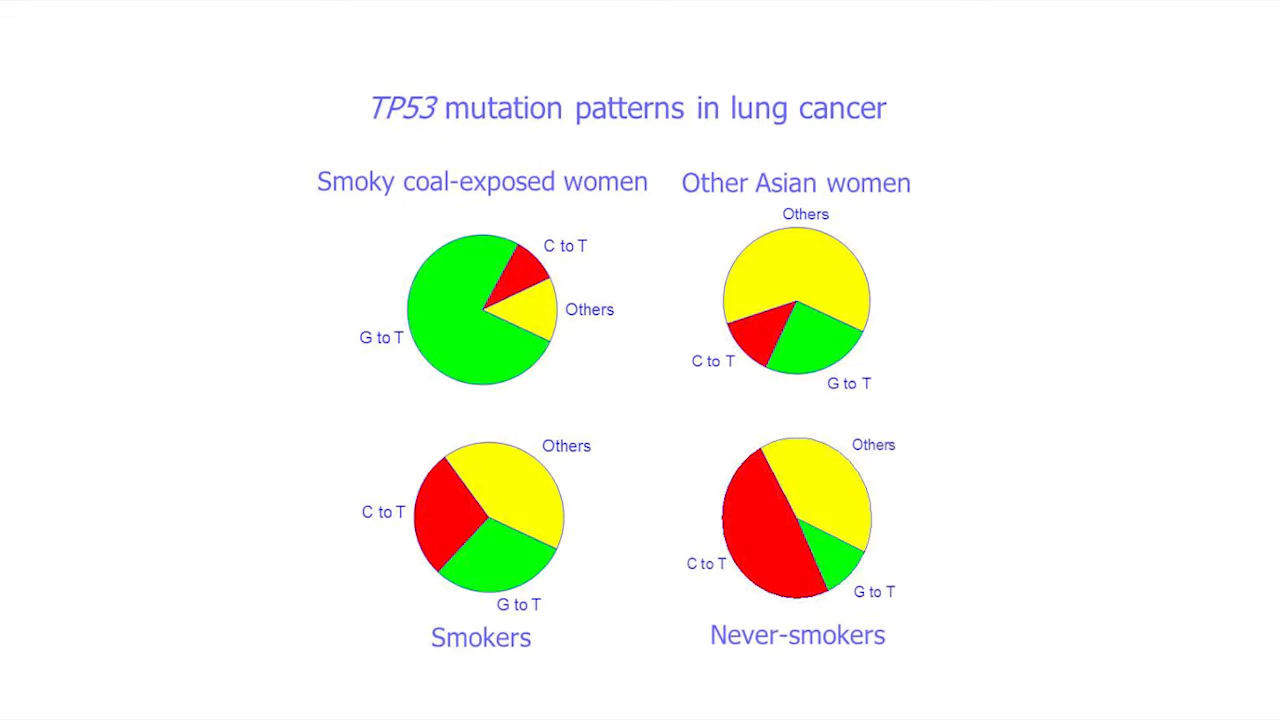 TP53 mutation patterns in lung cancer
Smoky coal-exposed women
Other Asian women
Others
C to T
Others
G to T
C to T
G to T
Others
Others
C to T
C to T
G to T
G to T
Smokers
Never-smokers